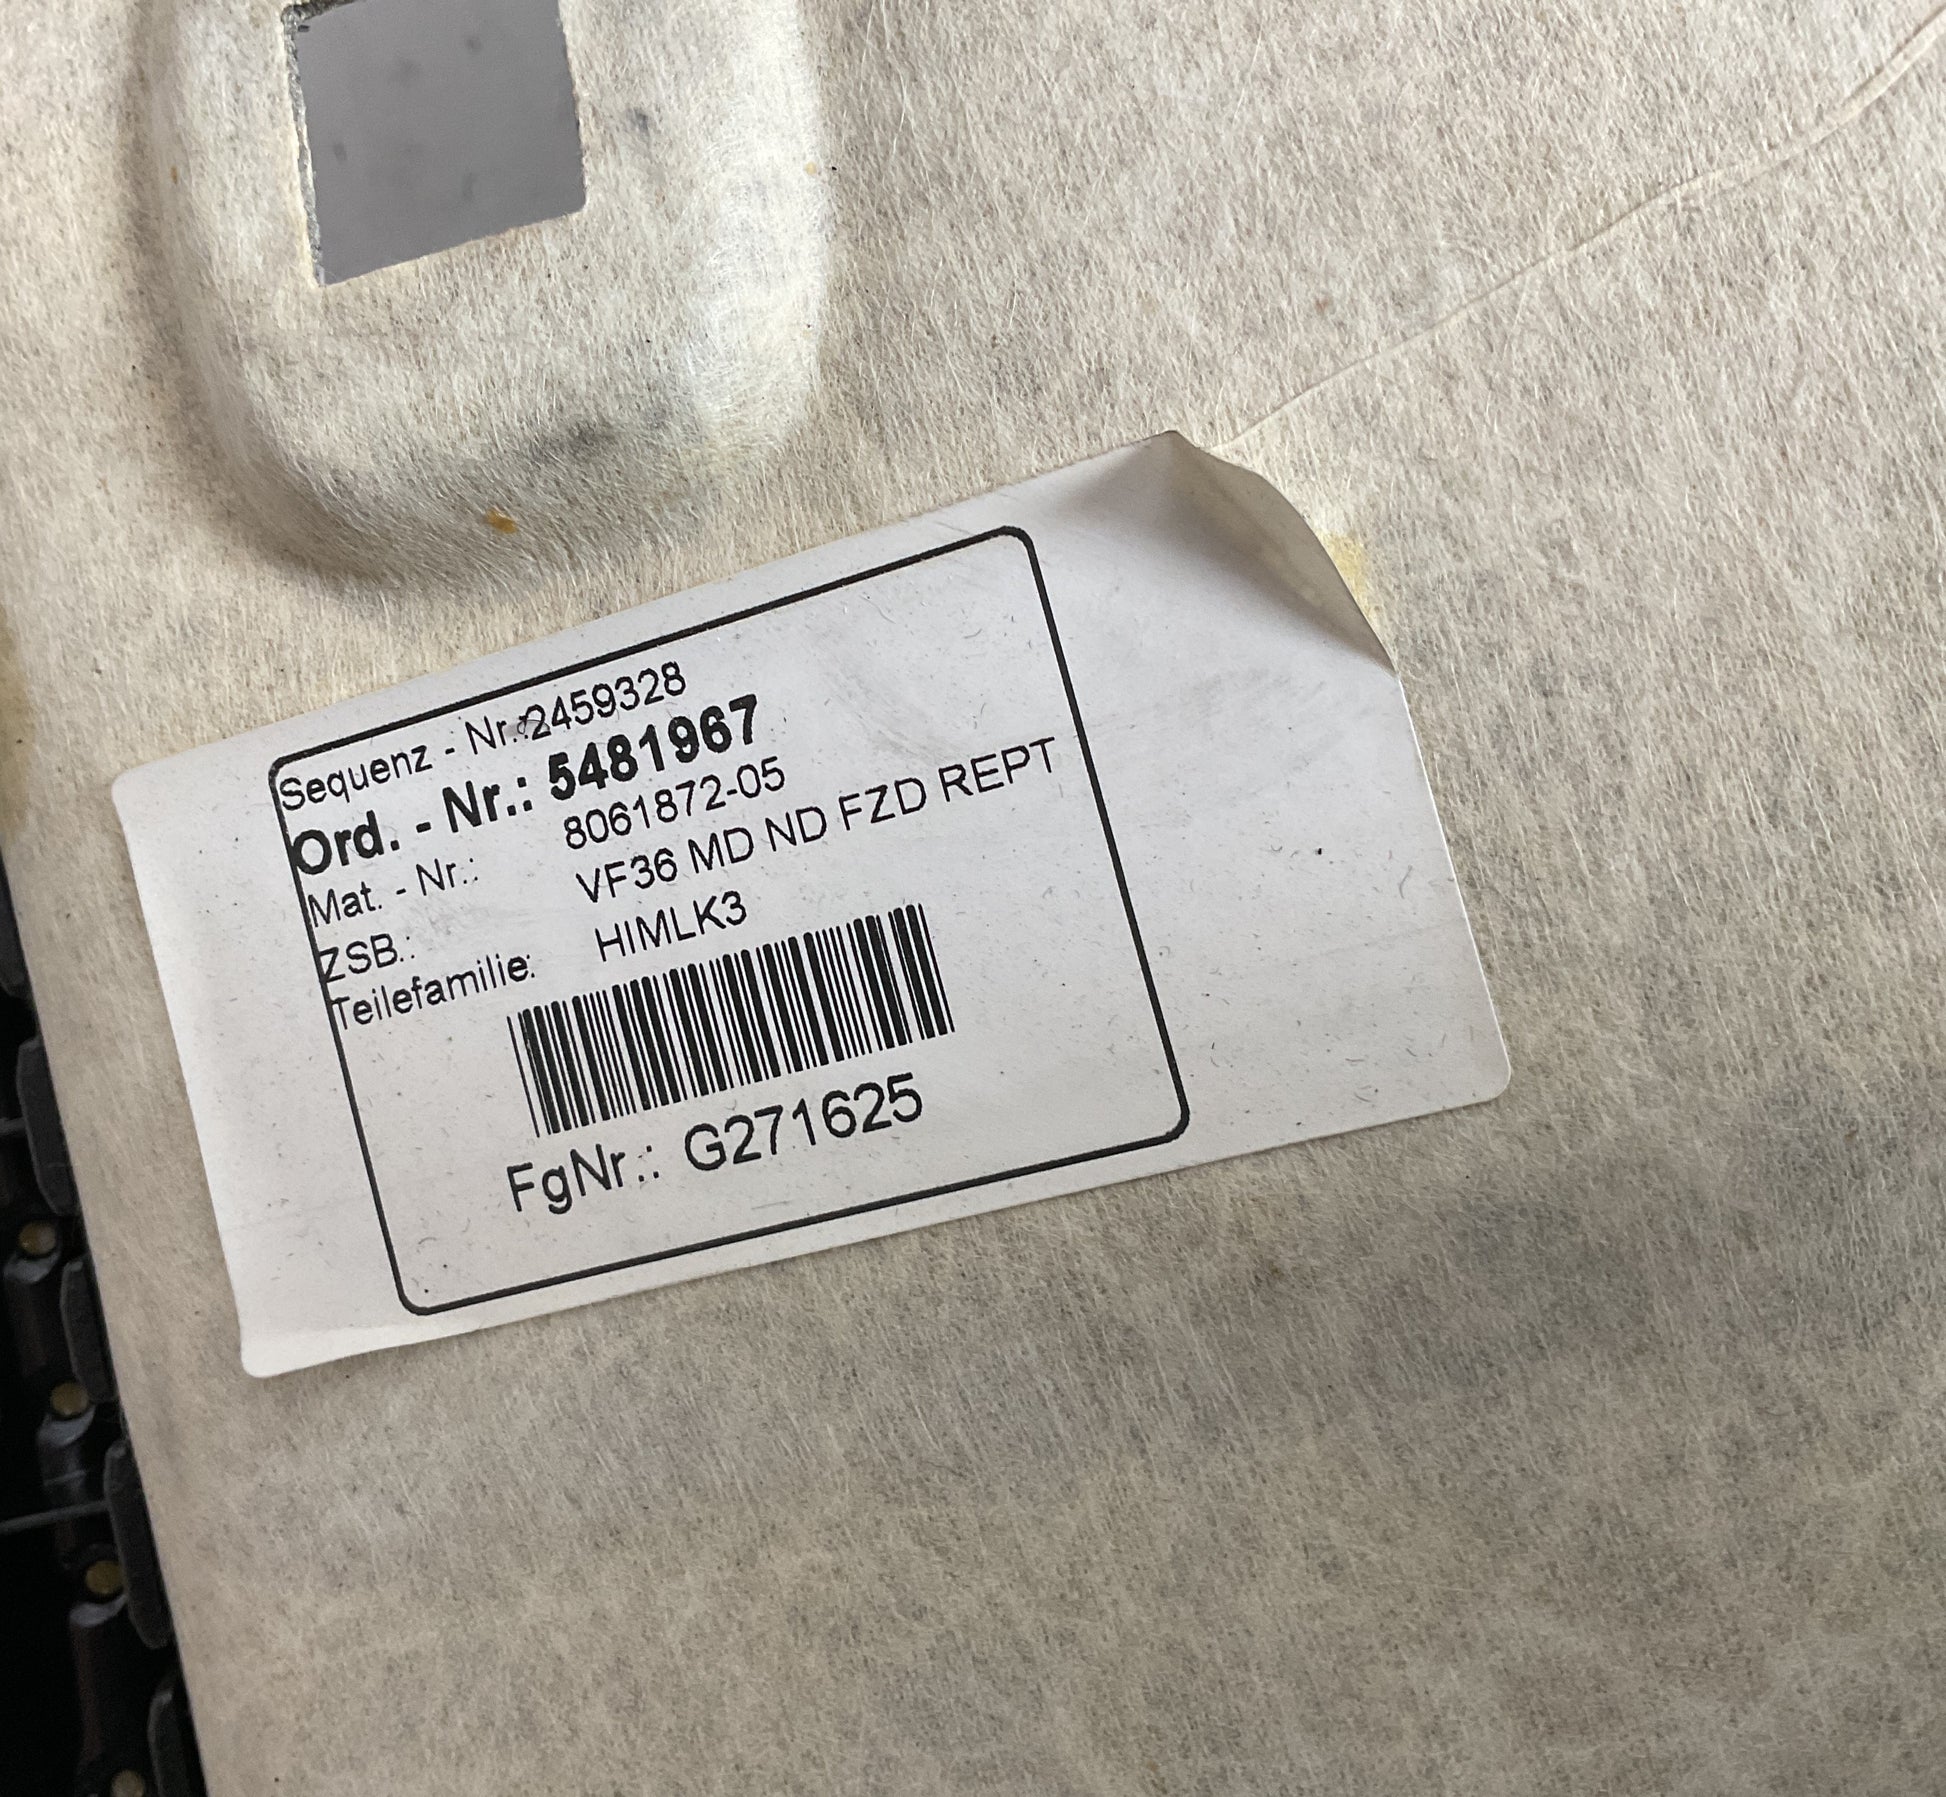 Sequenz - Nr.:2459328
Ord. - Nr.: 5481967
Mat. - Nr.: 8061872-05
ZSB.: VF36 MD ND FZD REPT
Teilefamilie: HIMLK3
FgNr.: G271625